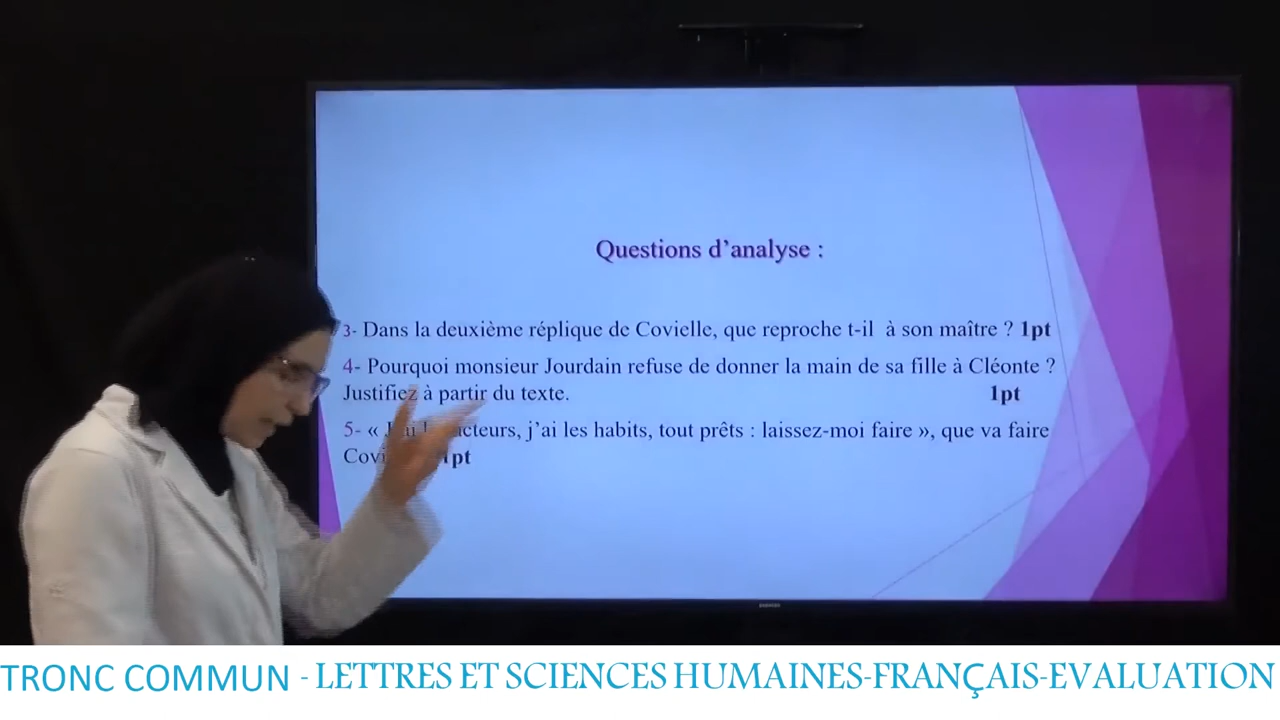 Questions d’analyse :
3- Dans la deuxième réplique de Covielle, que reproche t-il à son maître ? 1pt
4- Pourquoi monsieur Jourdain refuse de donner la main de sa fille à Cléonte ?
Justifiez à partir du texte. 1pt
5- « acteurs, j’ai les habits, tout prêts : laissez-moi faire », que va faire
1pt
TRONC COMMUN - LETTRES ET SCIENCES HUMAINES-FRANÇAIS-EVALUATION